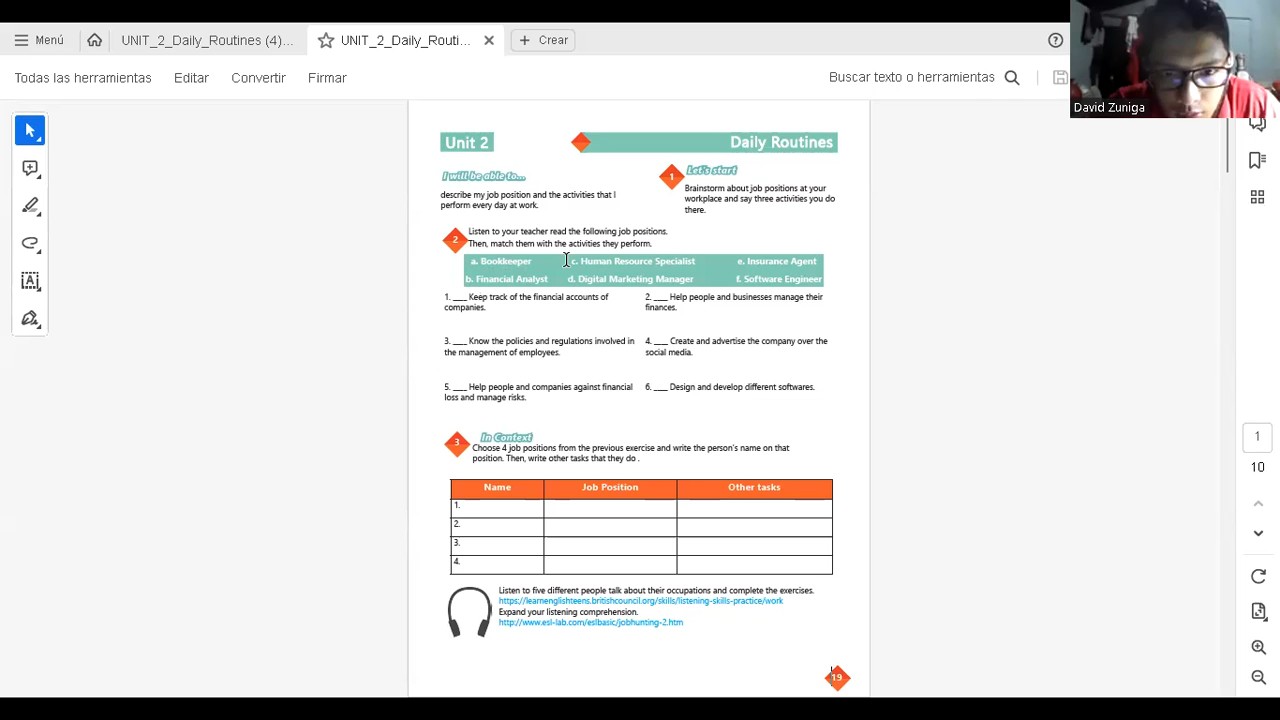 Menú
UNIT_2_Daily_Routines (4)...
UNIT_2_Daily_Routi...
Crear
Todas las herramientas
Editar
Convertir
Firmar
Buscar texto o herramientas
David Zuniga
Unit 2
Daily Routines
I will be able to...
describe my job position and the activities that I
perform every day at work.
1
Let's start
Brainstorm about job positions at your
workplace and say three activities you do
there.
2
Listen to your teacher read the following job positions.
Then, match them with the activities they perform.
a. Bookkeeper c. Human Resource Specialist e. Insurance Agent
b. Financial Analyst d. Digital Marketing Manager f. Software Engineer
1. ___ Keep track of the financial accounts of
companies.
2. ___ Help people and businesses manage their
finances.
3. ___ Know the policies and regulations involved in
the management of employees.
4. ___ Create and advertise the company over the
social media.
5. ___ Help people and companies against financial
loss and manage risks.
6. ___ Design and develop different softwares.
3
In Context
Choose 4 job positions from the previous exercise and write the person's name on that
position. Then, write other tasks that they do .
Name Job Position Other tasks
1.
2.
3.
4.
Listen to five different people talk about their occupations and complete the exercises.
https://learnenglishteens.britishcouncil.org/skills/listening-skills-practice/work
Expand your listening comprehension.
http://www.esl-lab.com/eslbasic/jobhunting-2.htm
19
1
10